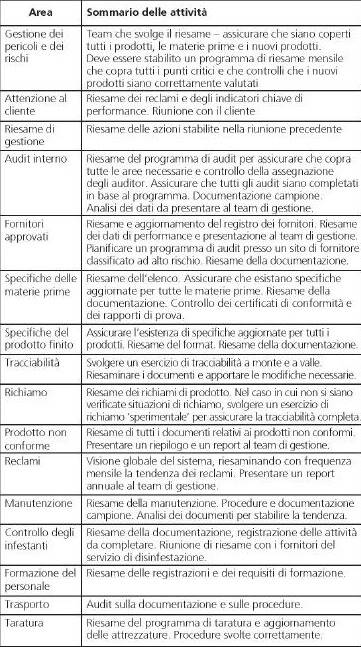 Area Sommario delle attività
Gestione dei Team che svolge il riesame – assicurare che siano coperti
pericoli e dei tutti i prodotti, le materie prime e i nuovi prodotti.
rischi Deve essere stabilito un programma di riesame mensile
che copra tutti i punti critici e che controlli che i nuovi
prodotti siano correttamente valutati
Attenzione al Riesame dei reclami e degli indicatori chiave di
cliente performance. Riunione con il cliente
Riesame di Riesame delle azioni stabilite nella riunione precedente
gestione
Audit interno Riesame del programma di audit per assicurare che copra
tutte le aree necessarie e controllo della assegnazione
degli auditor. Assicurare che tutti gli audit siano completati
in base al programma. Documentazione campione.
Analisi dei dati da presentare al team di gestione.
Fornitori Riesame e aggiornamento del registro dei fornitori. Riesame
approvati dei dati di performance e presentazione al team di gestione.
Pianificare un programma di audit presso un sito di fornitore
classificato ad alto rischio. Riesame della documentazione.
Specifiche delle Riesame dell'elenco. Assicurare che esistano specifiche
materie prime aggiornate per tutte le materie prime. Riesame della
documentazione. Controllo dei certificati di conformità e
dei rapporti di prova.
Specifiche del Assicurare l'esistenza di specifiche aggiornate per tutti i
prodotto finito prodotti. Riesame del format. Riesame della documentazione.
Tracciabilità Svolgere un esercizio di tracciabilità a monte e a valle.
Riesaminare i documenti e apportare le modifiche necessarie.
Richiamo Riesame dei richiami di prodotto. Nel caso in cui non si siano
verificate situazioni di richiamo, svolgere un esercizio di
richiamo 'sperimentale' per assicurare la tracciabilità completa.
Prodotto non Riesame di tutti i documenti relativi ai prodotti non conformi.
conforme Presentare un riepilogo e un report al team di gestione.
Reclami Visione globale del sistema, riesaminando con frequenza
mensile la tendenza dei reclami. Presentare un report
annuale al team di gestione.
Manutenzione Riesame della manutenzione. Procedure e documentazione
campione. Analisi dei documenti per stabilire la tendenza.
Controllo degli Riesame della documentazione, registrazione delle attività
infestanti da completare. Riunione di riesame con i fornitori del
servizio di disinfestazione.
Formazione del Riesame delle registrazioni e dei requisiti di formazione.
personale
Trasporto Audit sulla documentazione e sulle procedure.
Taratura Riesame del programma di taratura e aggiornamento
delle attrezzature. Procedure svolte correttamente.